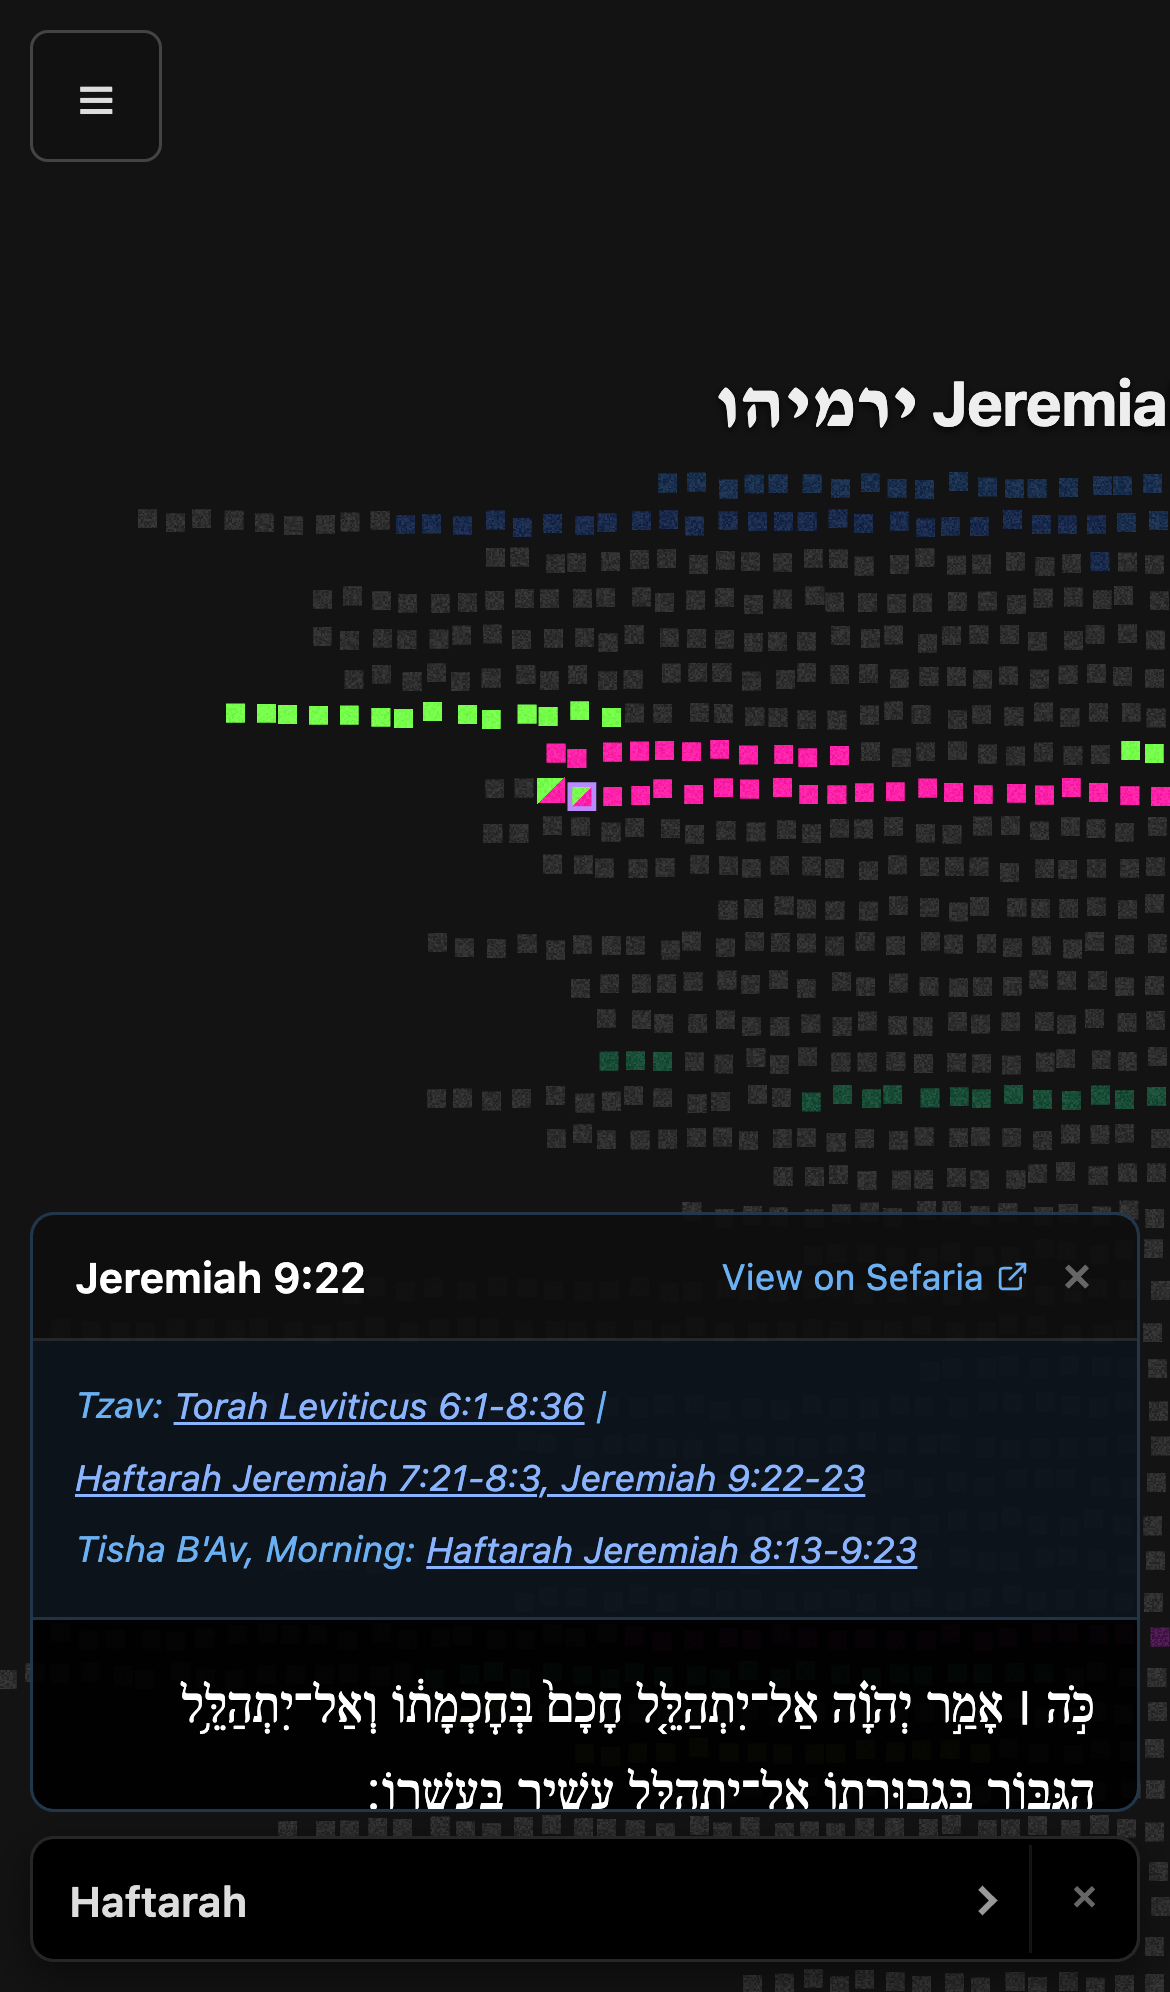 ירמיהו Jeremia
Jeremiah 9:22
View on Sefaria
Tzav: Torah Leviticus 6:1-8:36 |
Haftarah Jeremiah 7:21-8:3, Jeremiah 9:22-23
Tisha B'Av, Morning: Haftarah Jeremiah 8:13-9:23
כֹּ֣ה ׀ אָמַ֣ר יְהֹוָ֗ה אַל־יִתְהַלֵּ֤ל חָכָם֙ בְּחׇכְמָת֔וֹ וְאַל־יִתְהַלֵּ֥ל
הַגִּבּ֖וֹר בִּגְבוּרָת֑וֹ אַל־יִתְהַלֵּ֥ל עָשִׁ֖יר בְּעׇשְׁרֽוֹ׃
Haftarah